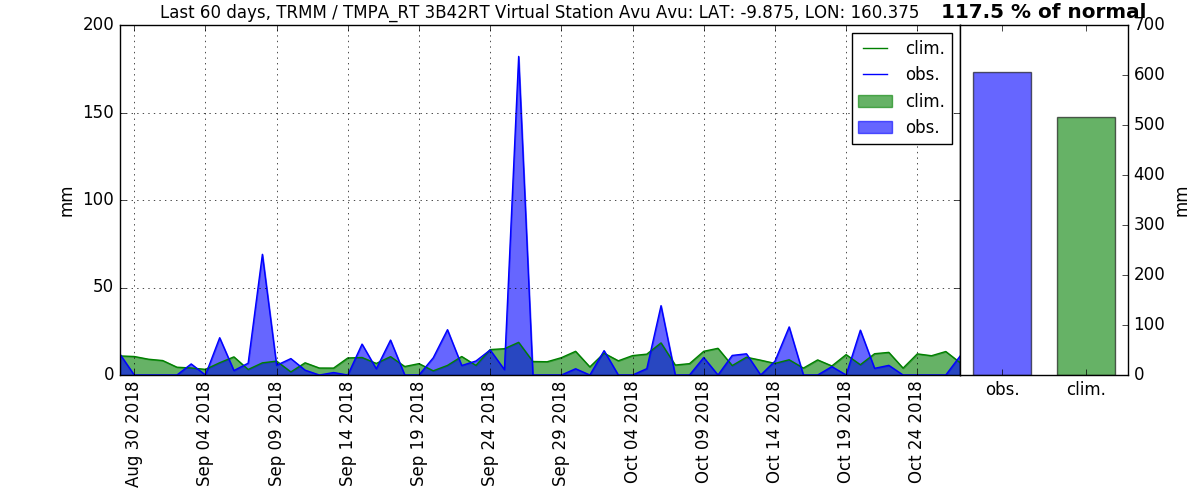 Last 60 days, TRMM / TMPA_RT 3B42RT Virtual Station Avu Avu: LAT: -9.875, LON: 160.375
117.5 % of normal
200
150
100
50
0
mm
clim.
obs.
clim.
obs.
700
600
500
400
300
200
100
0
mm
Aug 30 2018
Sep 04 2018
Sep 09 2018
Sep 14 2018
Sep 19 2018
Sep 24 2018
Sep 29 2018
Oct 04 2018
Oct 09 2018
Oct 14 2018
Oct 19 2018
Oct 24 2018
obs.
clim.